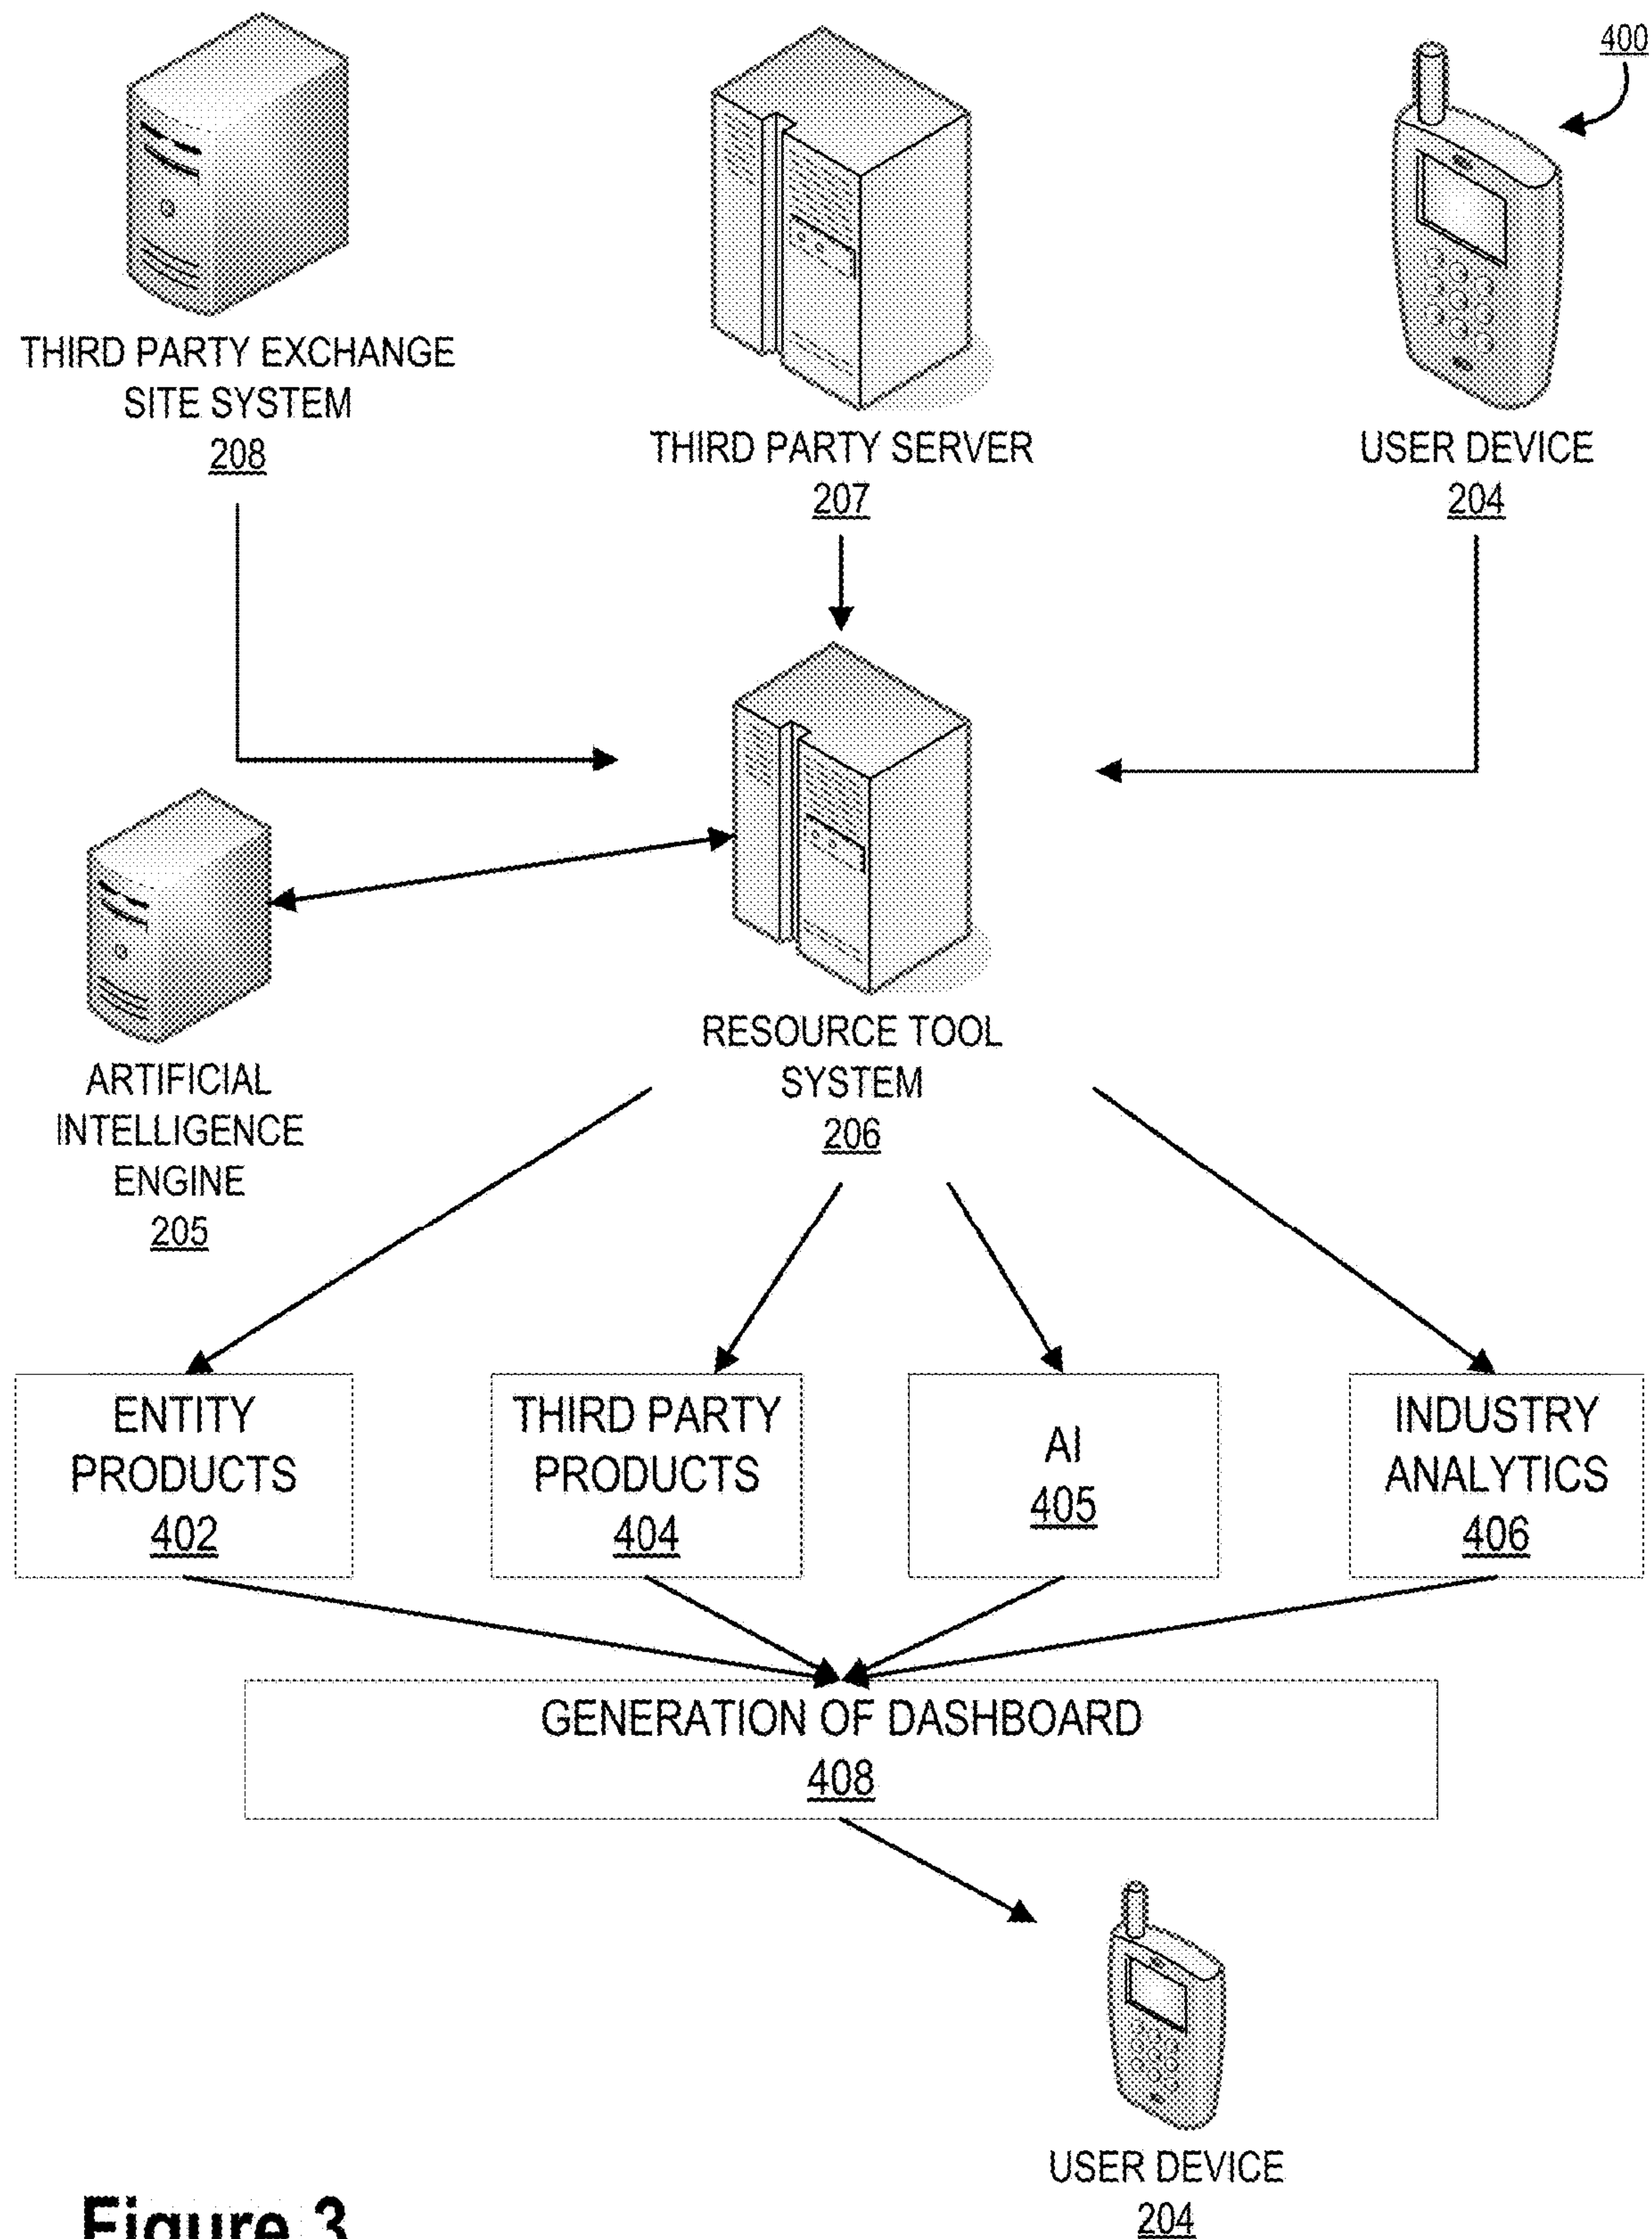 400
THIRD PARTY EXCHANGE
SITE SYSTEM
208
THIRD PARTY SERVER
207
USER DEVICE
204
ARTIFICIAL
INTELLIGENCE
ENGINE
205
RESOURCE TOOL
SYSTEM
206
ENTITY
PRODUCTS
402
THIRD PARTY
PRODUCTS
404
AI
405
INDUSTRY
ANALYTICS
406
GENERATION OF DASHBOARD
408
USER DEVICE
204
Figure 3